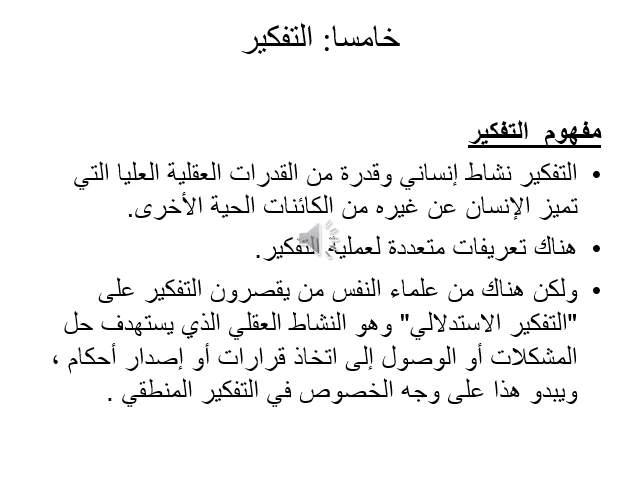 خامسا: التفكير
مفهوم التفكير
• التفكير نشاط إنساني وقدرة من القدرات العقلية العليا التي
تميز الإنسان عن غيره من الكائنات الحية الأخرى.
• هناك تعريفات متعددة لعملية التفكير.
• ولكن هناك من علماء النفس من يقصرون التفكير على
"التفكير الاستدلالي" وهو النشاط العقلي الذي يستهدف حل
المشكلات أو الوصول إلى اتخاذ قرارات أو إصدار أحكام ،
ويبدو هذا على وجه الخصوص في التفكير المنطقي .